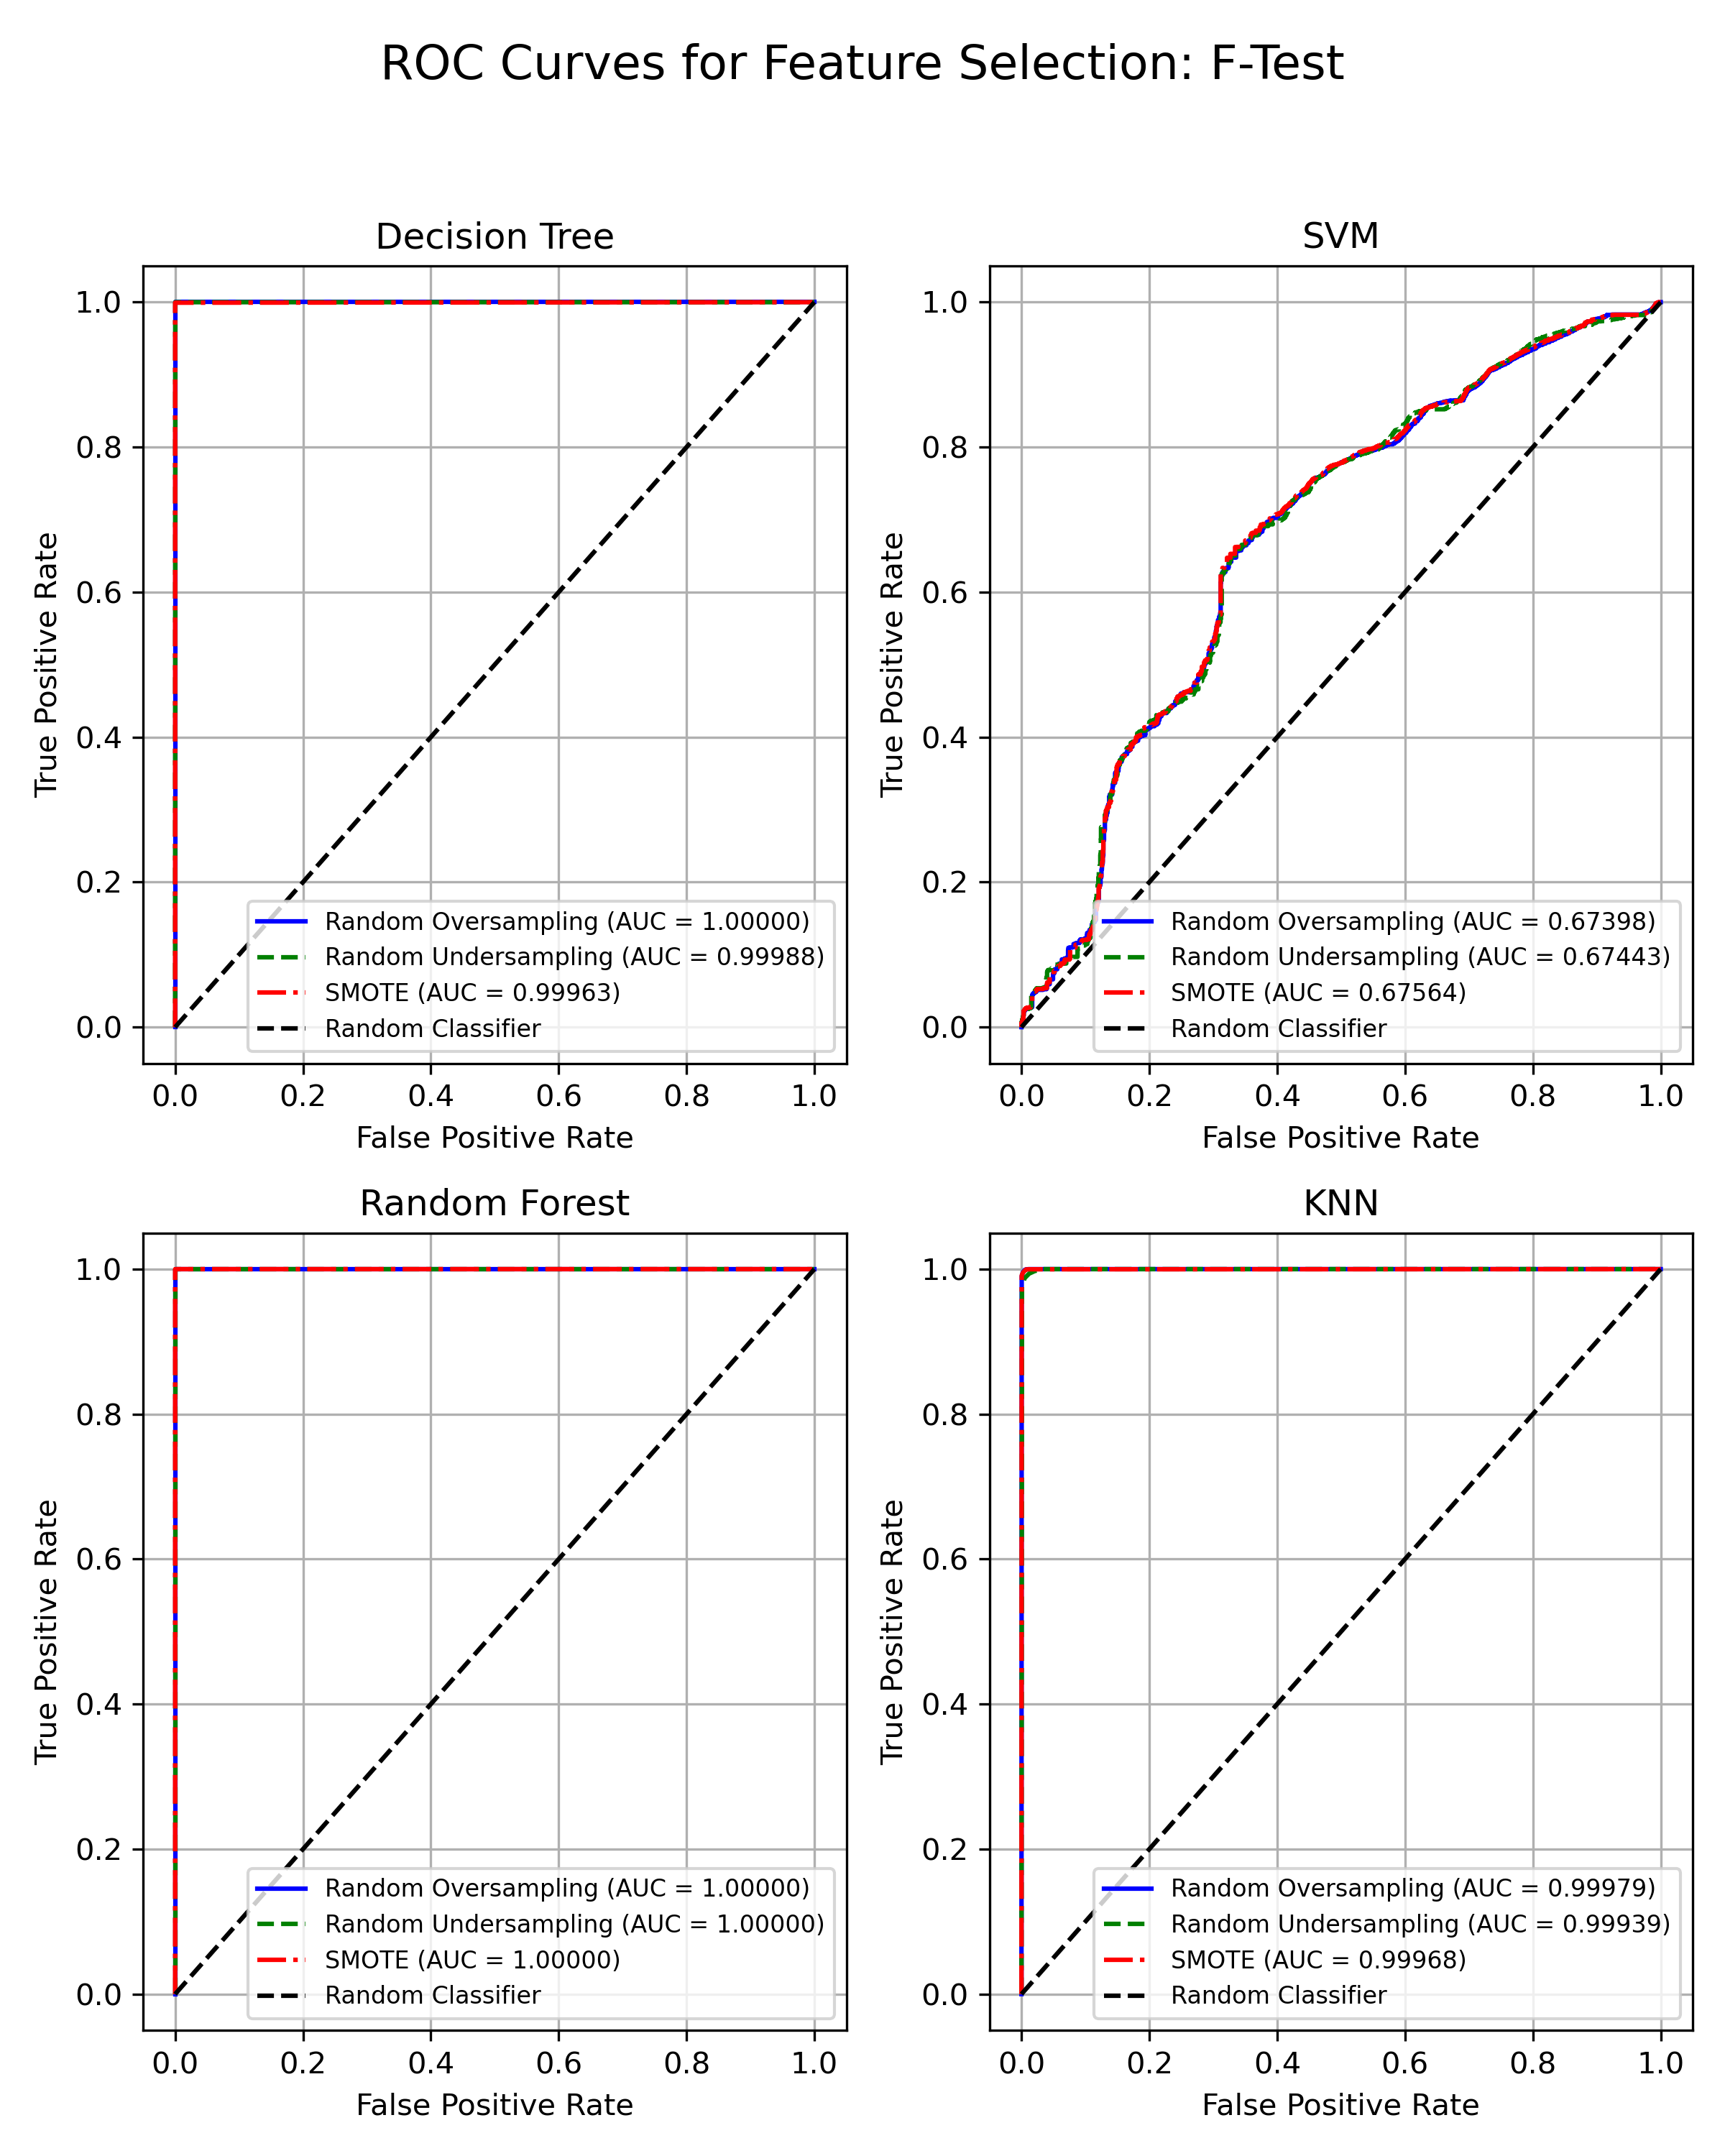 ROC Curves for Feature Selection: F-Test
Decision Tree
True Positive Rate
1.0
0.8
0.6
0.4
0.2
0.0
Random Oversampling (AUC = 1.00000)
Random Undersampling (AUC = 0.99988)
SMOTE (AUC = 0.99963)
Random Classifier
0.0 0.2 0.4 0.6 0.8 1.0
False Positive Rate
SVM
True Positive Rate
1.0
0.8
0.6
0.4
0.2
0.0
Random Oversampling (AUC = 0.67398)
Random Undersampling (AUC = 0.67443)
SMOTE (AUC = 0.67564)
Random Classifier
0.0 0.2 0.4 0.6 0.8 1.0
False Positive Rate
Random Forest
True Positive Rate
1.0
0.8
0.6
0.4
0.2
0.0
Random Oversampling (AUC = 1.00000)
Random Undersampling (AUC = 1.00000)
SMOTE (AUC = 1.00000)
Random Classifier
0.0 0.2 0.4 0.6 0.8 1.0
False Positive Rate
KNN
True Positive Rate
1.0
0.8
0.6
0.4
0.2
0.0
Random Oversampling (AUC = 0.99979)
Random Undersampling (AUC = 0.99939)
SMOTE (AUC = 0.99968)
Random Classifier
0.0 0.2 0.4 0.6 0.8 1.0
False Positive Rate